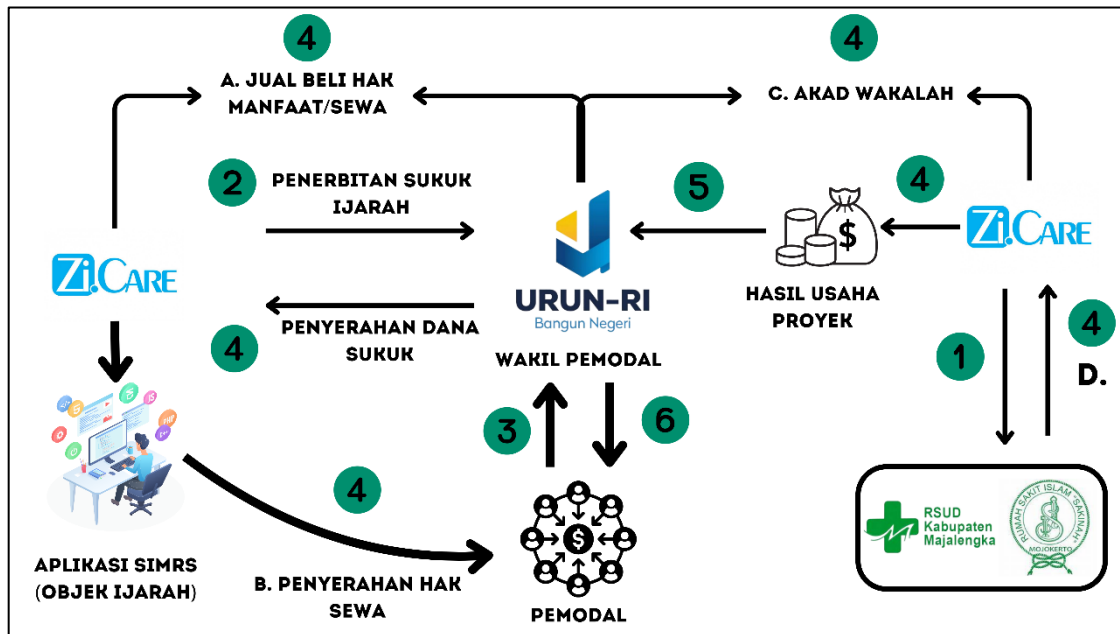 4
A. JUAL BELI HAK
MANFAAT/SEWA
4
C. AKAD WAKALAH
2
PENERBITAN SUKUK
IJARAH
5
4
Zi.CARE
URUN-RI
Bangun Negeri
WAKIL PEMODAL
$
HASIL USAHA
PROYEK
Zi.CARE
4
PENYERAHAN DANA
SUKUK
1
4
D.
3
6
PHP
4
$
APLIKASI SIMRS
(OBJEK IJARAH)
B. PENYERAHAN HAK
SEWA
PEMODAL
RSUD
Kabupaten
Majalengka
RUMAH SAKIT ISLAM "SAKINAH"
MOJOKERTO